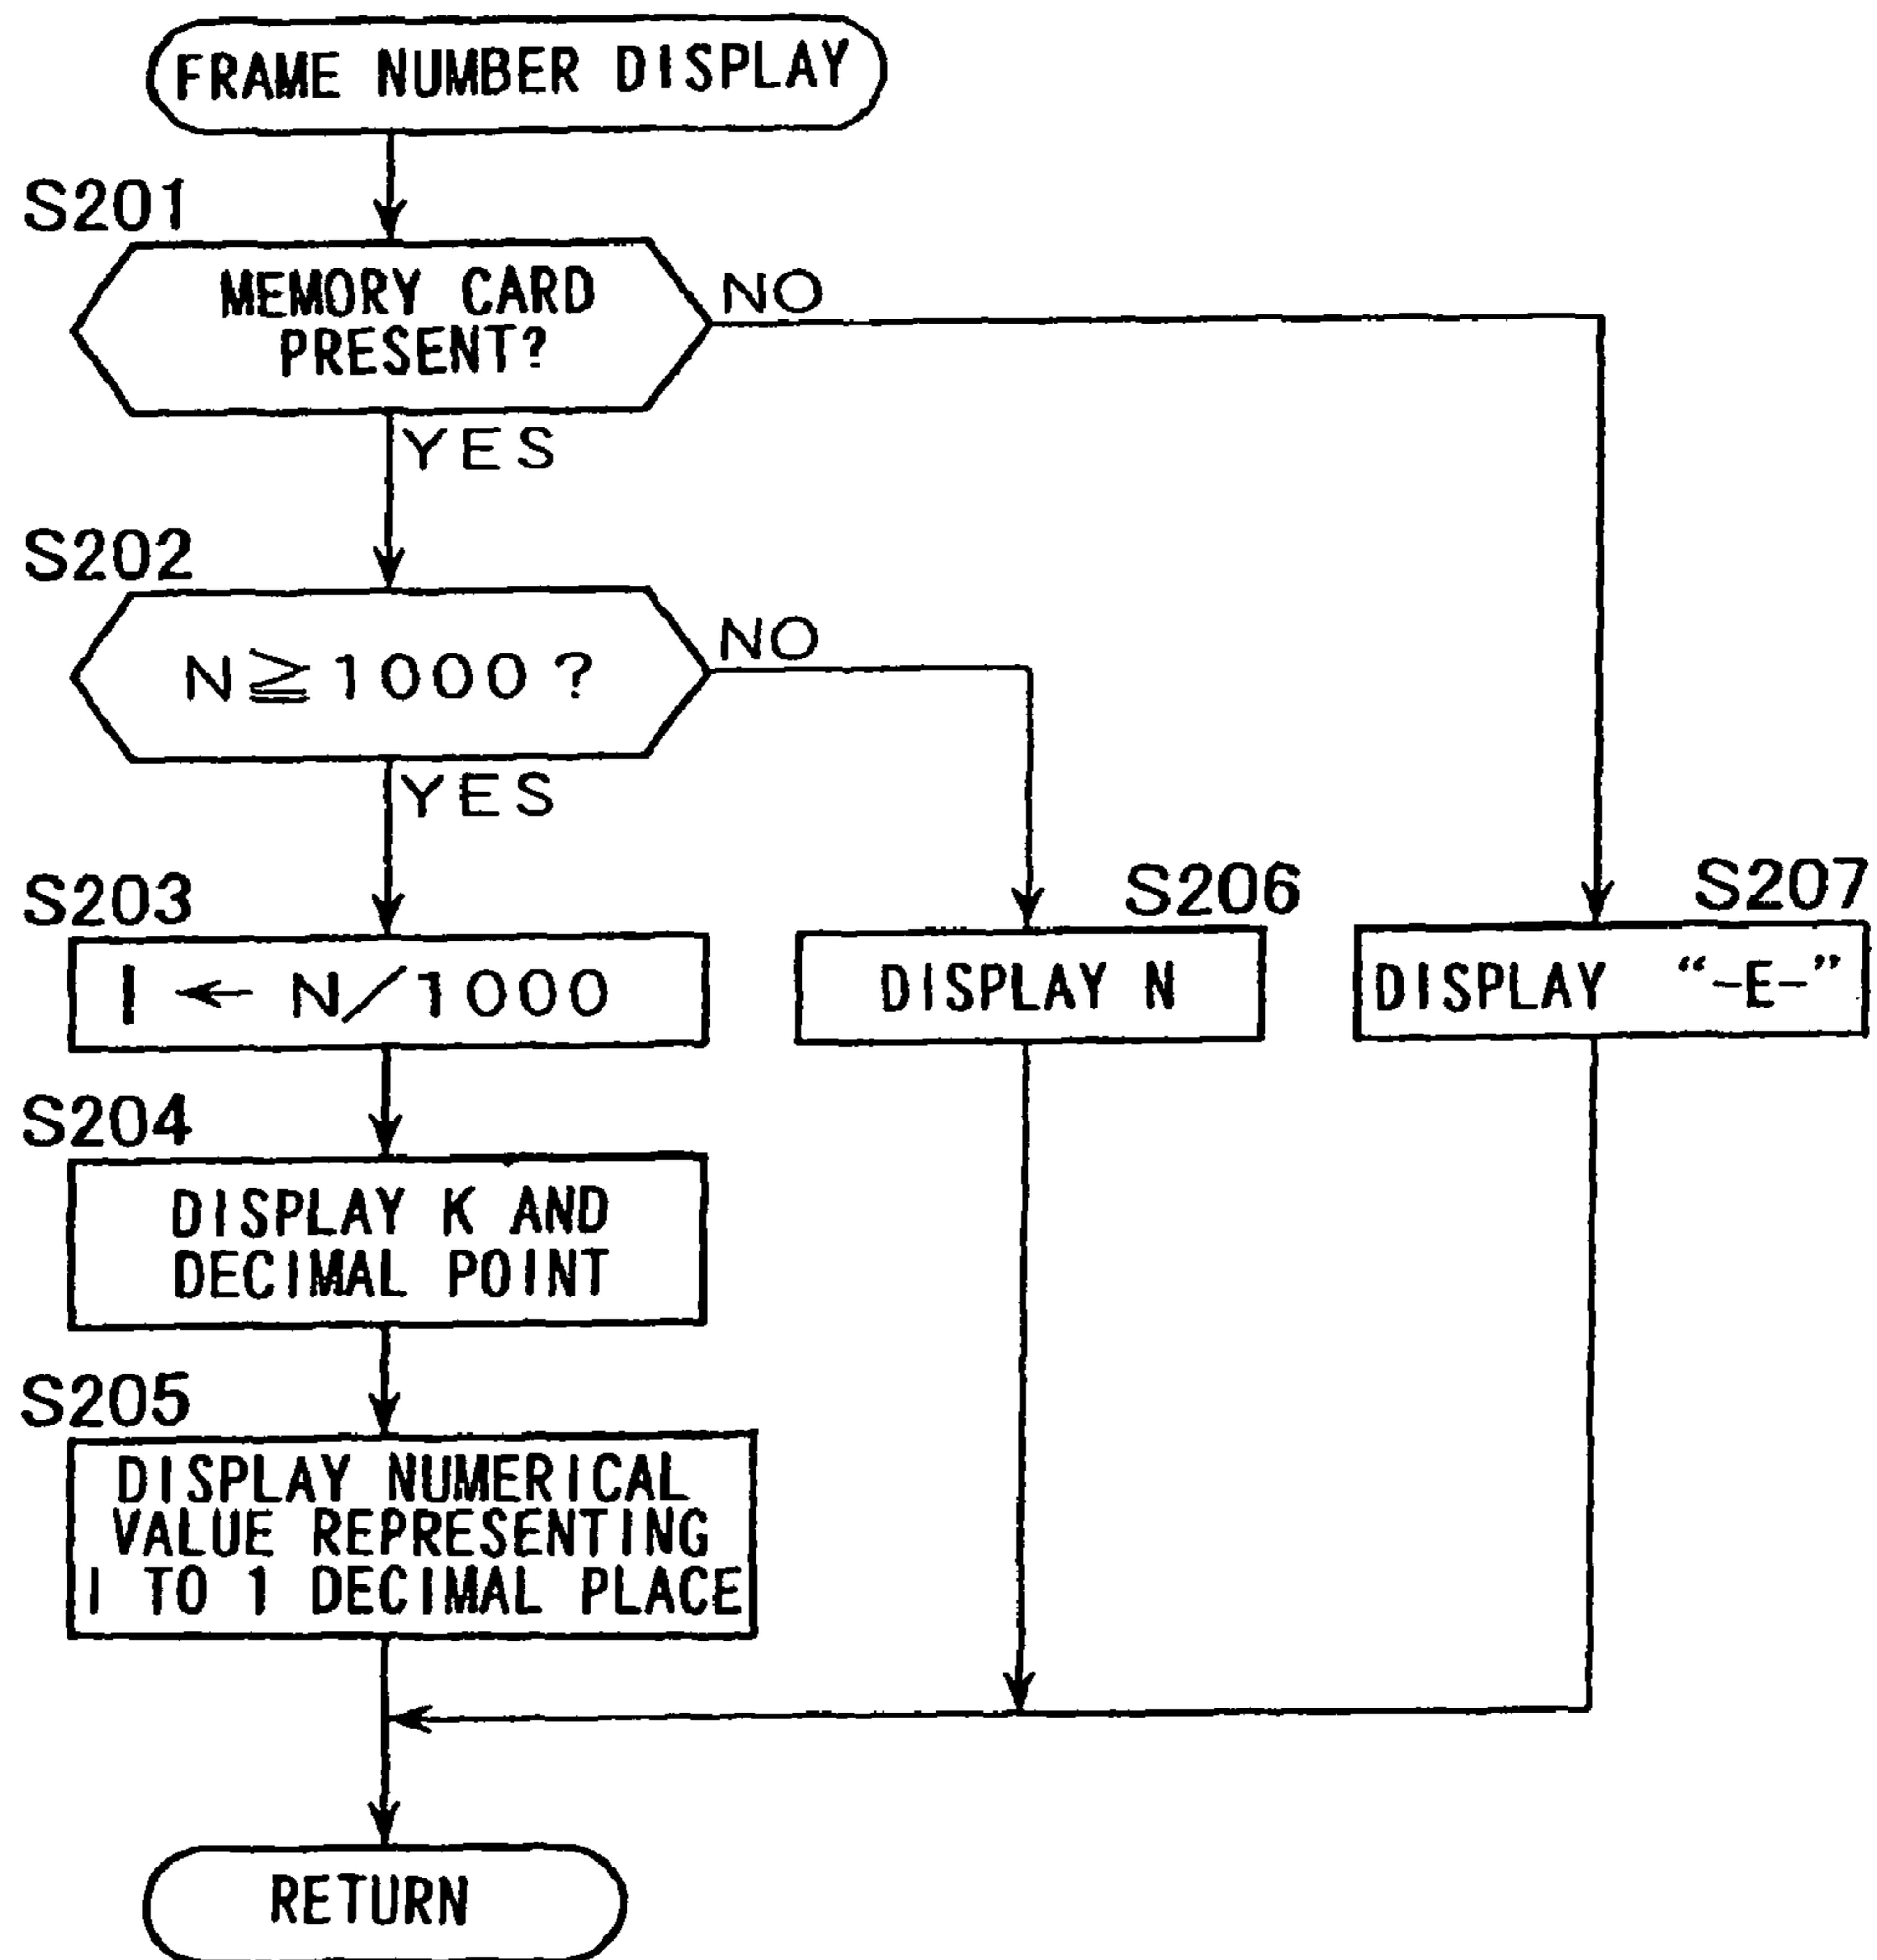 FRAME NUMBER DISPLAY
S201
MEMORY CARD
PRESENT?
NO
YES
S202
N≧1000?
NO
YES
S203
I ← N/1000
S206
DISPLAY N
S207
DISPLAY “-E-”
S204
DISPLAY K AND
DECIMAL POINT
S205
DISPLAY NUMERICAL
VALUE REPRESENTING
I TO 1 DECIMAL PLACE
RETURN